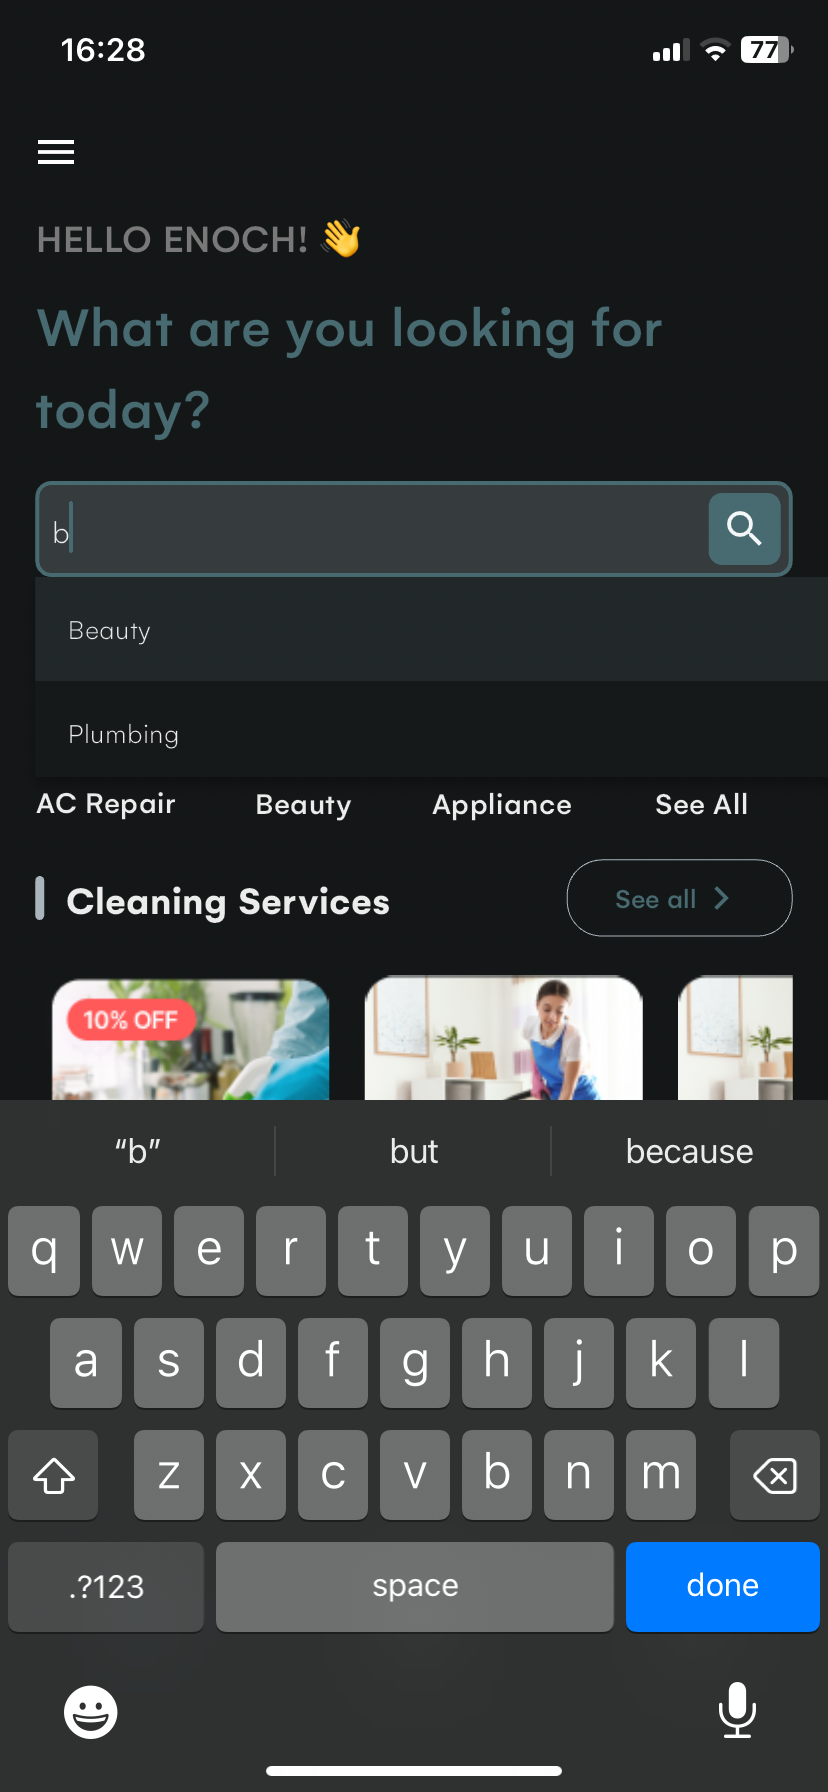 16:28
77
HELLO ENOCH! 👋
What are you looking for
today?
b
Beauty
Plumbing
AC Repair Beauty Appliance See All
Cleaning Services See all
10% OFF
“b” but because
q w e r t y u i o p
a s d f g h j k l
z x c v b n m
.?123 space done